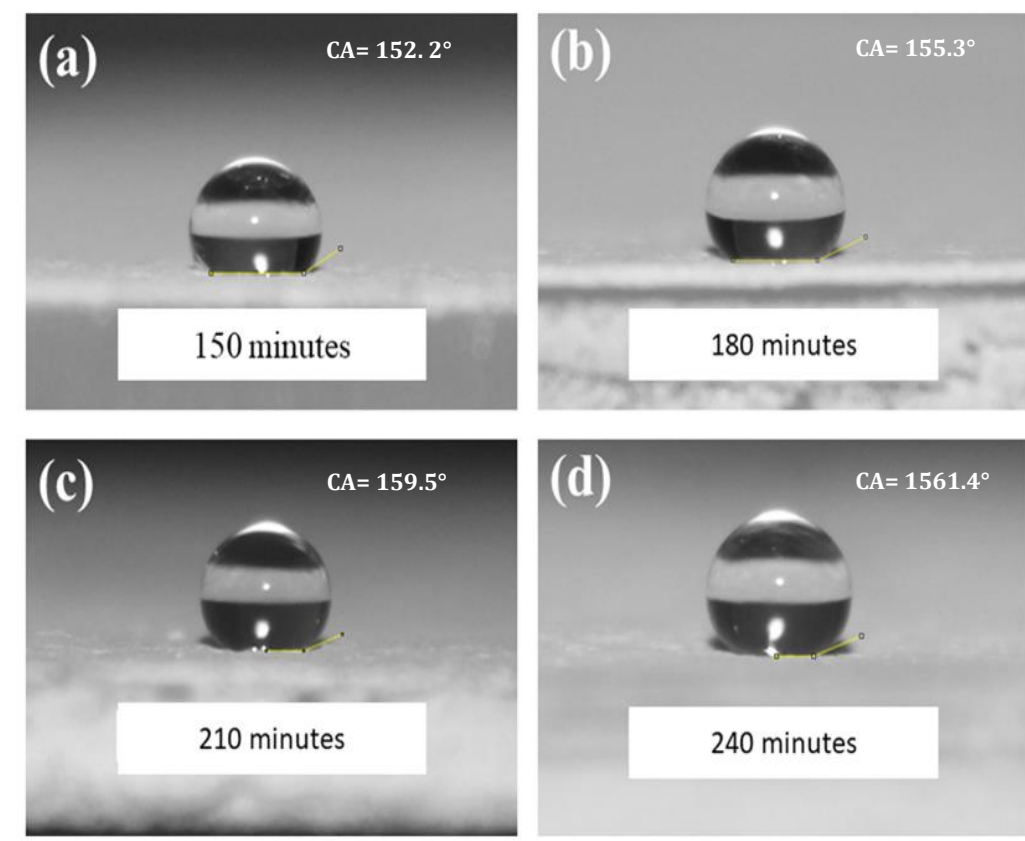 (a)
CA= 152. 2°
150 minutes
(b)
CA= 155.3°
180 minutes
(c)
CA= 159.5°
210 minutes
(d)
CA= 1561.4°
240 minutes